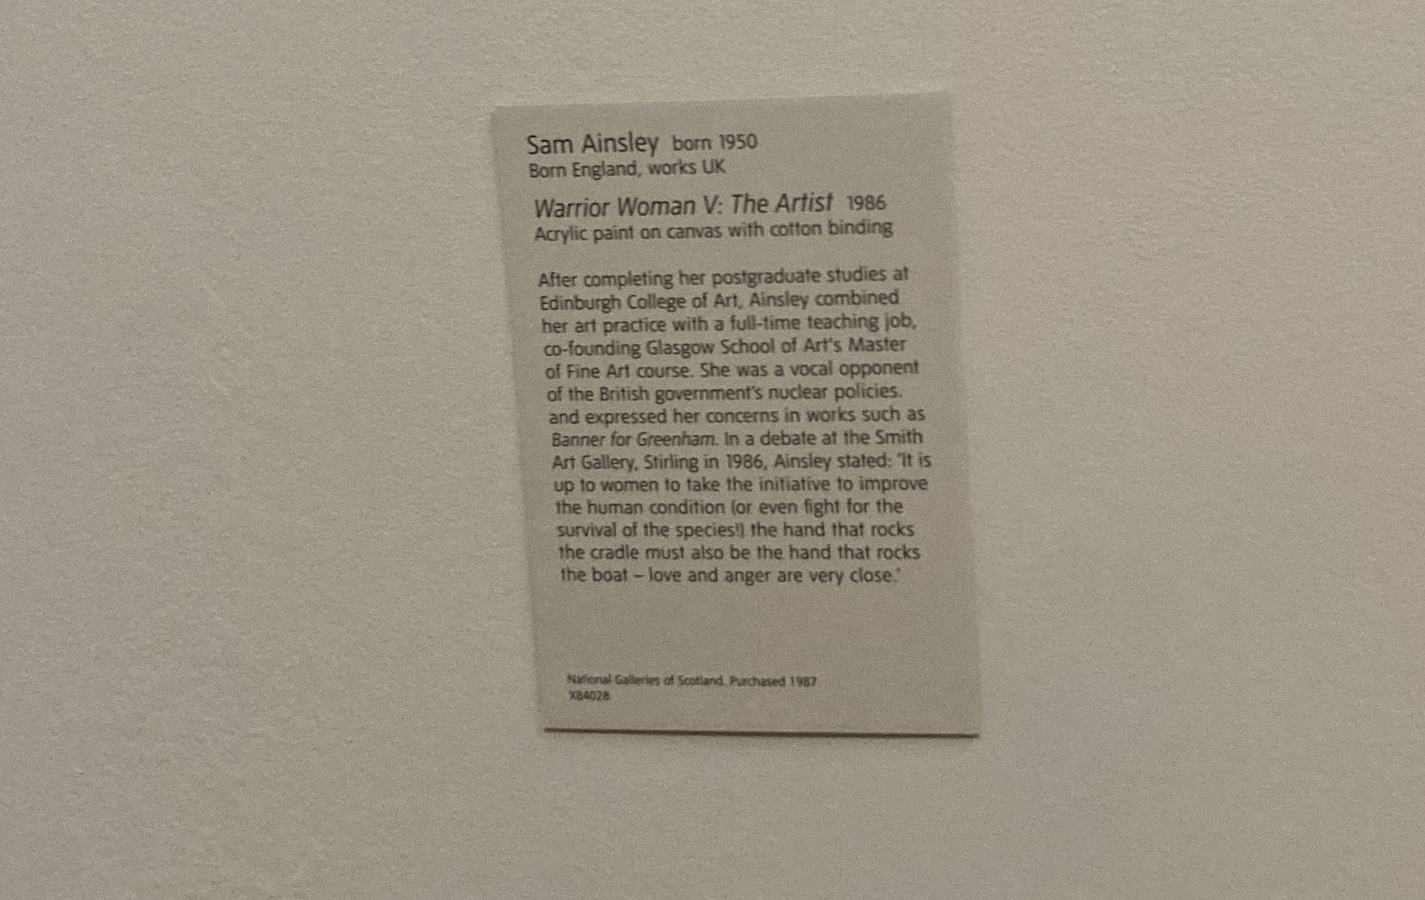 Sam Ainsley born 1950
Born England, works UK
Warrior Woman V: The Artist 1986
Acrylic paint on canvas with cotton binding
After completing her postgraduate studies at
Edinburgh College of Art, Ainsley combined
her art practice with a full-time teaching job,
co-founding Glasgow School of Art's Master
of Fine Art course. She was a vocal opponent
of the British government's nuclear policies.
and expressed her concerns in works such as
Banner for Greenham. In a debate at the Smith
Art Gallery, Stirling in 1986, Ainsley stated: 'It is
up to women to take the initiative to improve
the human condition (or even fight for the
survival of the species!) the hand that rocks
the cradle must also be the hand that rocks
the boat – love and anger are very close.'
National Galleries of Scotland. Purchased 1987
X84028